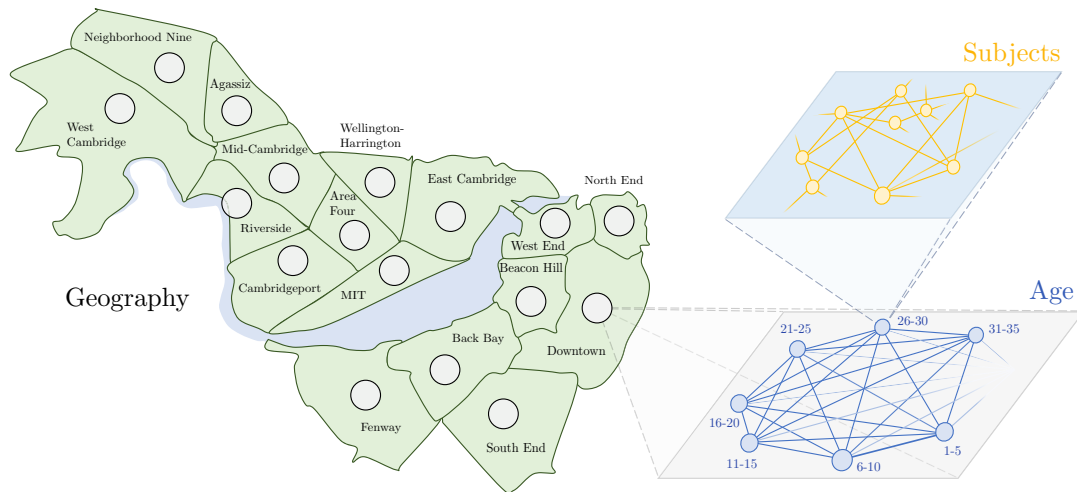 Neighborhood Nine
Agassiz
West
Cambridge
Mid-Cambridge
Wellington-
Harrington
Area
Four
East Cambridge
North End
West End
Riverside
Cambridgeport
MIT
Beacon Hill
Back Bay
Downtown
Fenway
South End
Geography
Subjects
Age
26-30
21-25
31-35
16-20
11-15
6-10
1-5